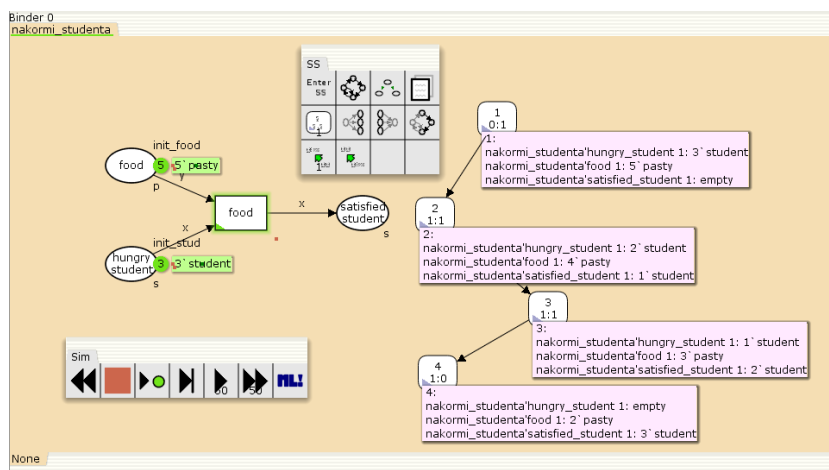 Binder 0
nakormi_studenta
SS
Enter
SS
1
init_food
food
5
5`pasty
y
p
food
x
satisfied
student
s
x
init_stud
hungry
student
3
3`student
s
Sim
ML!
1
0:1
1:
nakormi_studenta'hungry_student 1: 3`student
nakormi_studenta'food 1: 5`pasty
nakormi_studenta'satisfied_student 1: empty
2
1:1
2:
nakormi_studenta'hungry_student 1: 2`student
nakormi_studenta'food 1: 4`pasty
nakormi_studenta'satisfied_student 1: 1`student
3
1:1
3:
nakormi_studenta'hungry_student 1: 1`student
nakormi_studenta'food 1: 3`pasty
nakormi_studenta'satisfied_student 1: 2`student
4
1:0
4:
nakormi_studenta'hungry_student 1: empty
nakormi_studenta'food 1: 2`pasty
nakormi_studenta'satisfied_student 1: 3`student
None